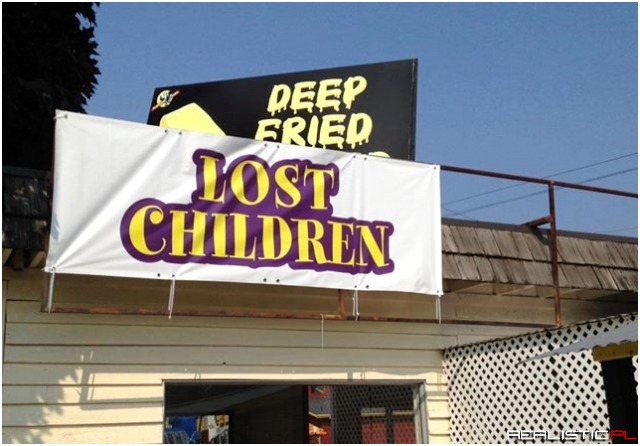 DEEP
FRIED
LOST
CHILDREN
REALISTIC.PL